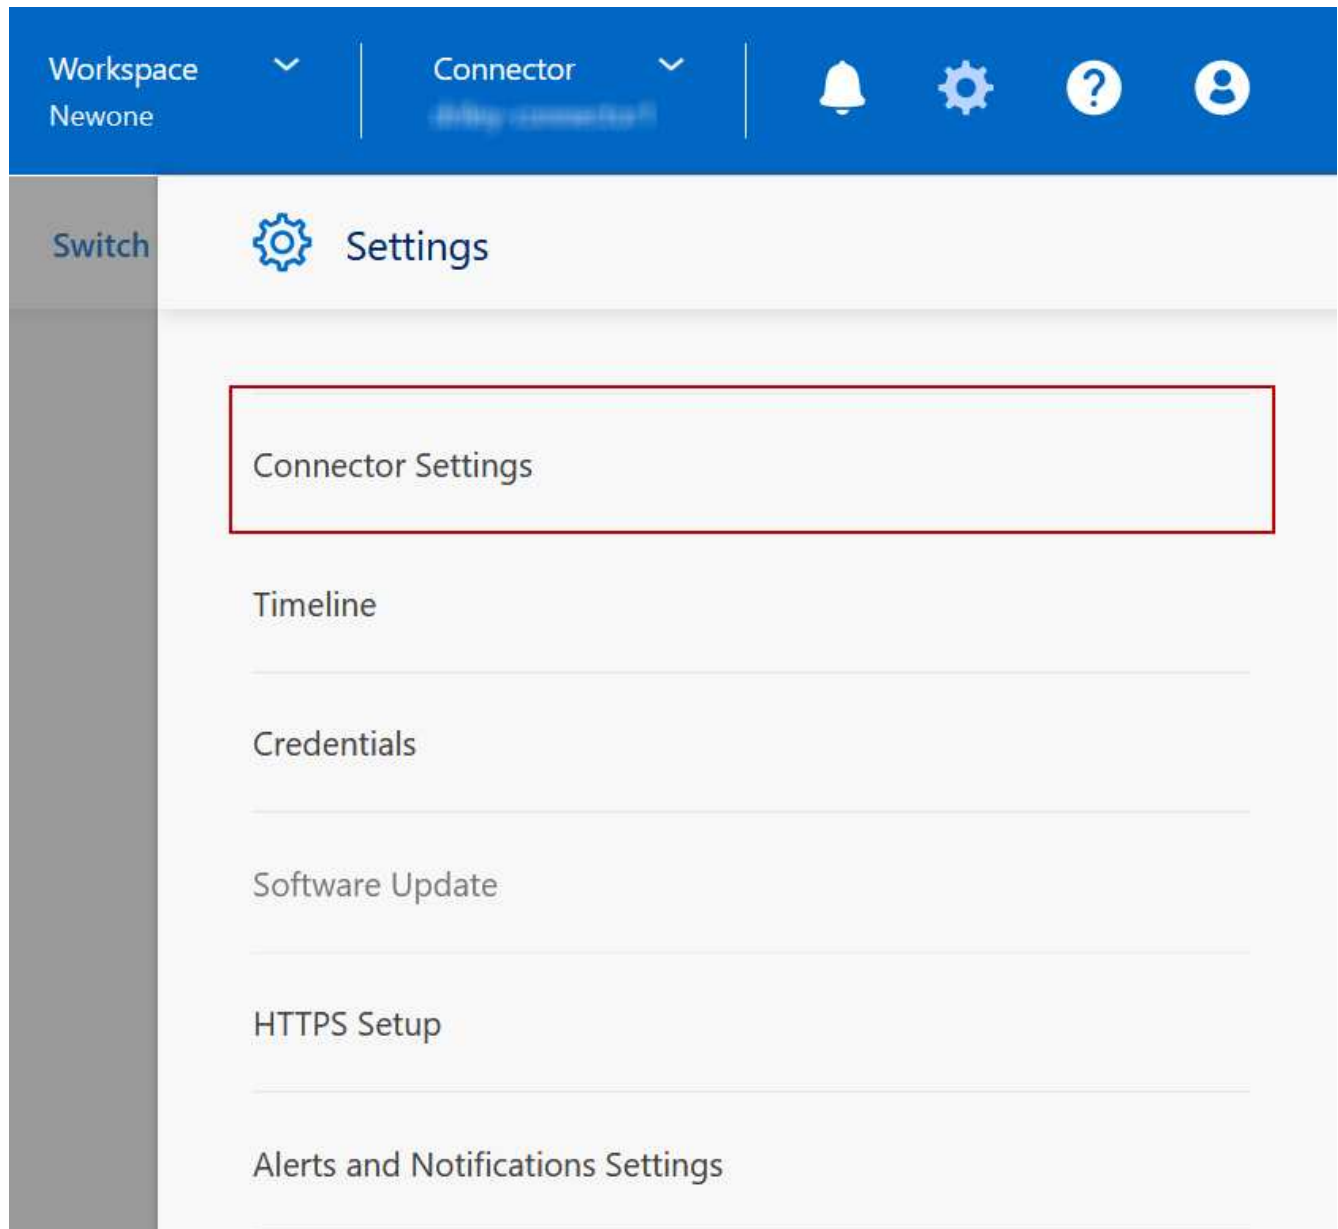 Workspace
Connector
Newone
Switch
Settings
Connector Settings
Timeline
Credentials
Software Update
HTTPS Setup
Alerts and Notifications Settings